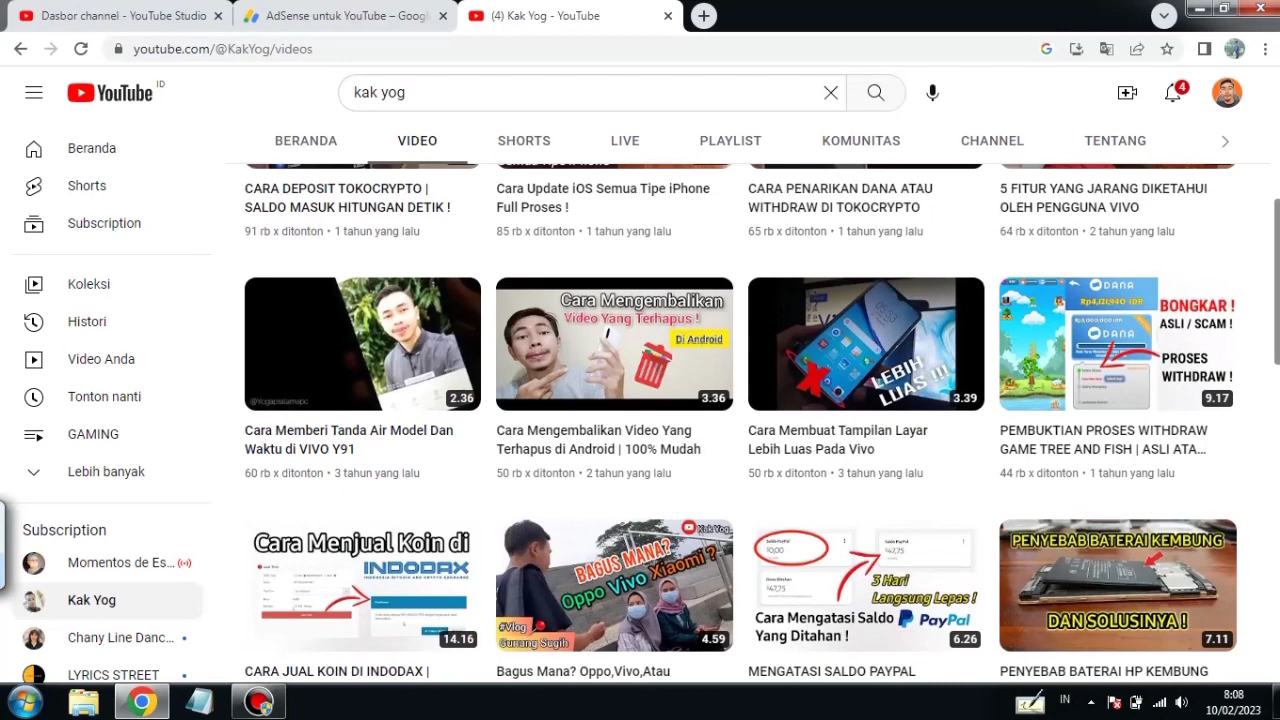 Dasbor channel - YouTube Studio
AdSense untuk YouTube – Google
(4) Kak Yog - YouTube
youtube.com/@KakYog/videos
YouTube ID
kak yog
4
BERANDA VIDEO SHORTS LIVE PLAYLIST KOMUNITAS CHANNEL TENTANG
Beranda
Shorts
Subscription
Koleksi
Histori
Video Anda
Tonton nanti
GAMING
Lebih banyak
Subscription
Momentos de Es...
Kak Yog
Chany Line Danc...
LYRICS STREET
CARA DEPOSIT TOKOCRYPTO |
SALDO MASUK HITUNGAN DETIK !
91 rb x ditonton • 1 tahun yang lalu
Cara Update iOS Semua Tipe iPhone
Full Proses !
85 rb x ditonton • 1 tahun yang lalu
CARA PENARIKAN DANA ATAU
WITHDRAW DI TOKOCRYPTO
65 rb x ditonton • 1 tahun yang lalu
5 FITUR YANG JARANG DIKETAHUI
OLEH PENGGUNA VIVO
64 rb x ditonton • 2 tahun yang lalu
@Yogapratamapc
2.36
Cara Memberi Tanda Air Model Dan
Waktu di VIVO Y91
60 rb x ditonton • 3 tahun yang lalu
Cara Mengembalikan
Video Yang Terhapus !
Di Android
3.36
Cara Mengembalikan Video Yang
Terhapus di Android | 100% Mudah
50 rb x ditonton • 2 tahun yang lalu
LEBIH
LUAS !!!
3.39
Cara Membuat Tampilan Layar
Lebih Luas Pada Vivo
50 rb x ditonton • 3 tahun yang lalu
DANA
DANA
BONGKAR !
ASLI / SCAM !
PROSES
WITHDRAW !
9.17
PEMBUKTIAN PROSES WITHDRAW
GAME TREE AND FISH | ASLI ATA...
44 rb x ditonton • 1 tahun yang lalu
Cara Menjual Koin di
INDODAX
14.16
CARA JUAL KOIN DI INDODAX |
Kak Yog
BAGUS MANA?
Oppo Vivo Xiaomi ?
#Vlog
Gunung Sugih
4.59
Bagus Mana? Oppo,Vivo,Atau
3 Hari
Langsung Lepas !
Cara Mengatasi Saldo PayPal
Yang Ditahan !
6.26
MENGATASI SALDO PAYPAL
PENYEBAB BATERAI KEMBUNG
DAN SOLUSINYA !
7.11
PENYEBAB BATERAI HP KEMBUNG
IN
8:08
10/02/2023